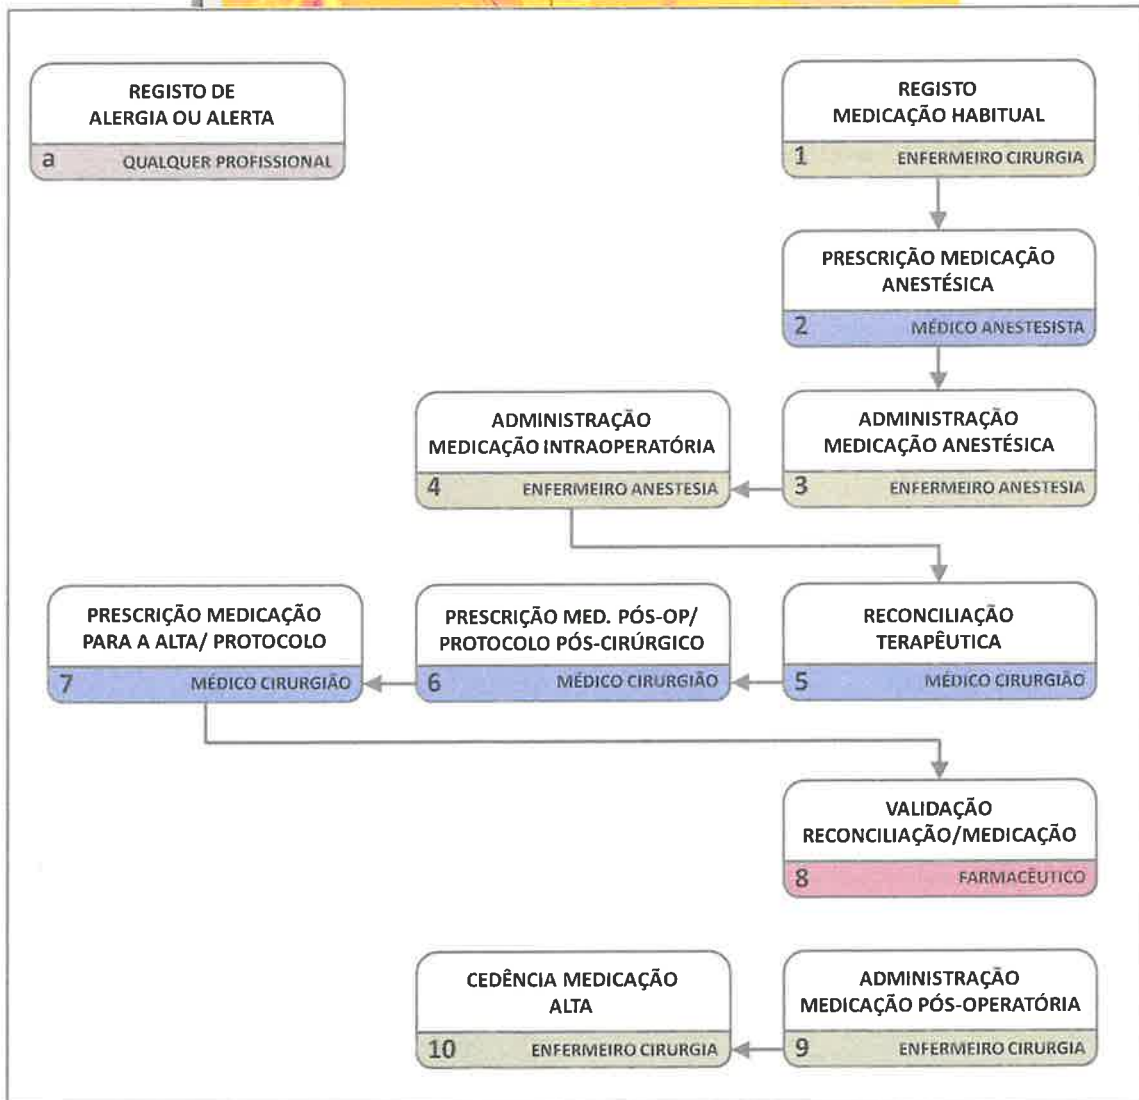 REGISTO DE
ALERGIA OU ALERTA
a QUALQUER PROFISSIONAL
REGISTO
MEDICAÇÃO HABITUAL
1 ENFERMEIRO CIRURGIA
PRESCRIÇÃO MEDICAÇÃO
ANESTÉSICA
2 MÉDICO ANESTESISTA
ADMINISTRAÇÃO
MEDICAÇÃO ANESTÉSICA
3 ENFERMEIRO ANESTESIA
ADMINISTRAÇÃO
MEDICAÇÃO INTRAOPERATÓRIA
4 ENFERMEIRO ANESTESIA
RECONCILIAÇÃO
TERAPÊUTICA
5 MÉDICO CIRURGIÃO
PRESCRIÇÃO MED. PÓS-OP/
PROTOCOLO PÓS-CIRÚRGICO
6 MÉDICO CIRURGIÃO
PRESCRIÇÃO MEDICAÇÃO
PARA A ALTA/ PROTOCOLO
7 MÉDICO CIRURGIÃO
VALIDAÇÃO
RECONCILIAÇÃO/MEDICAÇÃO
8 FARMACÊUTICO
ADMINISTRAÇÃO
MEDICAÇÃO PÓS-OPERATÓRIA
9 ENFERMEIRO CIRURGIA
CEDÊNCIA MEDICAÇÃO
ALTA
10 ENFERMEIRO CIRURGIA